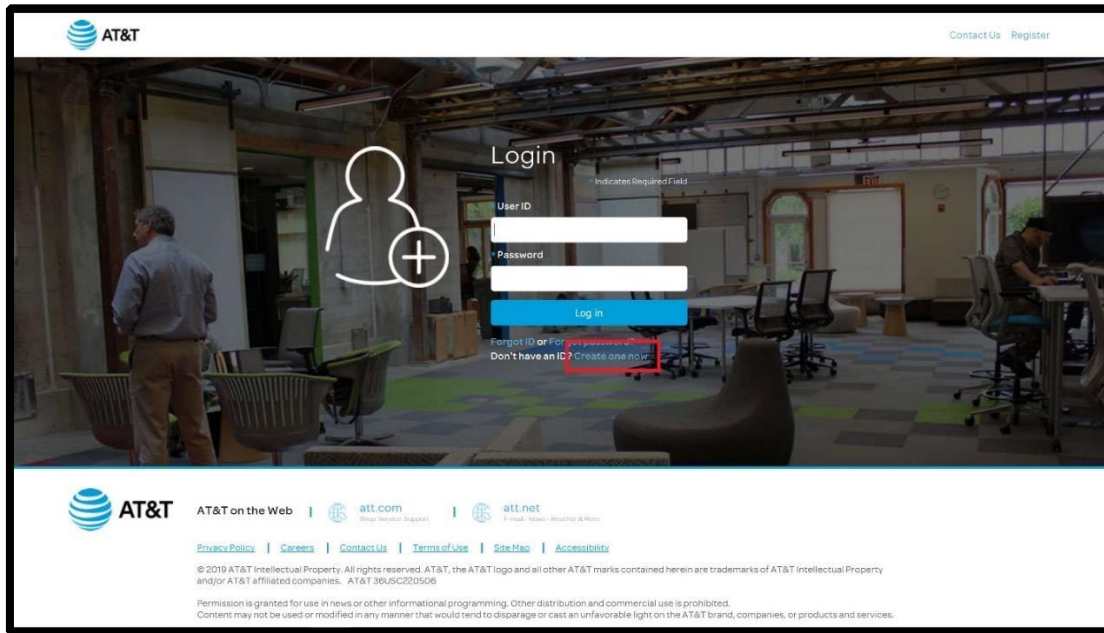 AT&T
Contact Us Register
Login
* Indicates Required Field
* User ID
* Password
Log in
Forgot ID or Forgot password?
Don't have an ID? Create one now
AT&T
AT&T on the Web | att.com | att.net
Shop Service Support
E-mail - News - Weather & More
Privacy Policy | Careers | Contact Us | Terms of Use | Site Map | Accessibility
© 2019 AT&T Intellectual Property. All rights reserved. AT&T, the AT&T logo and all other AT&T marks contained herein are trademarks of AT&T Intellectual Property
and/or AT&T affiliated companies. AT&T 36USC220506
Permission is granted for use in news or other informational programming. Other distribution and commercial use is prohibited.
Content may not be used or modified in any manner that would tend to disparage or cast an unfavorable light on the AT&T brand, companies, or products and services.